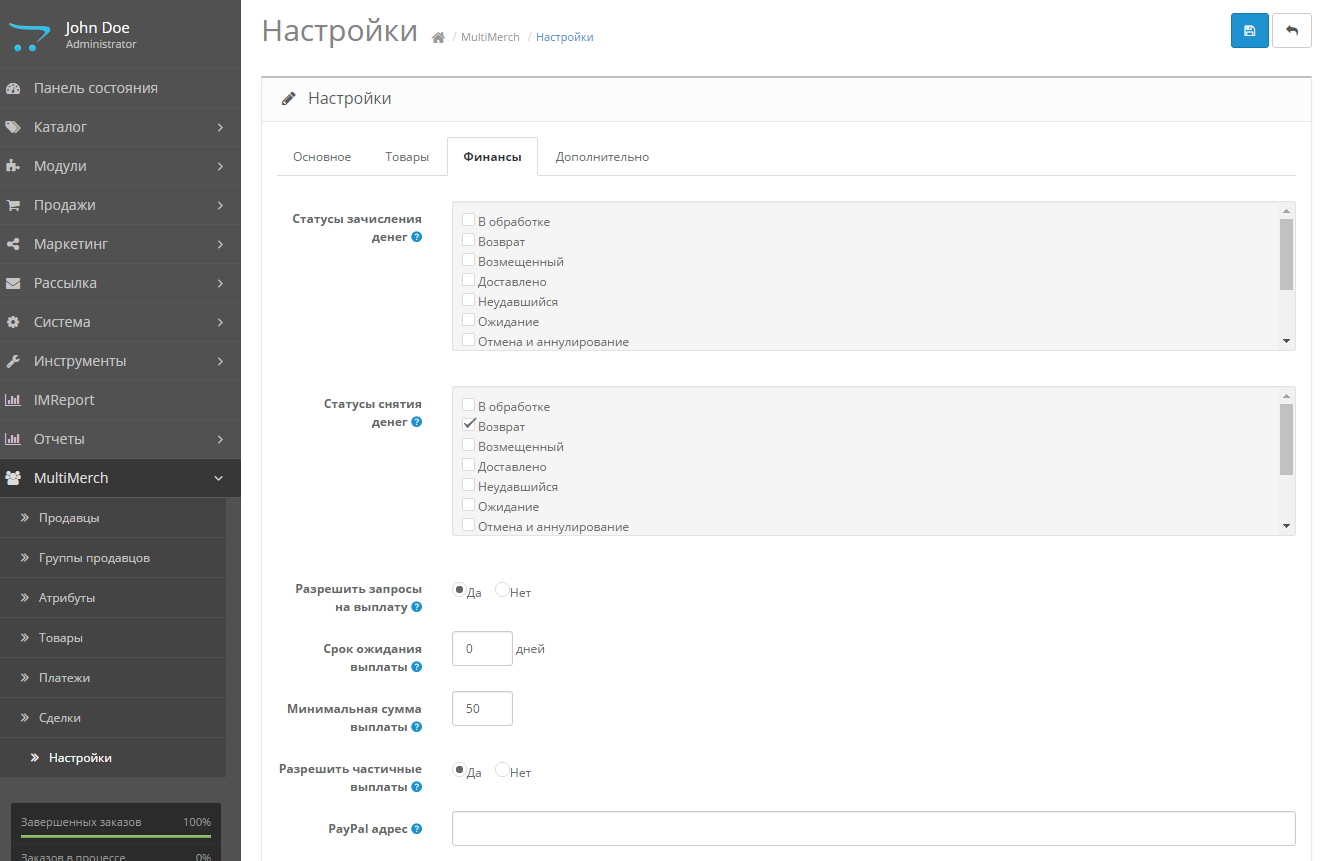 John Doe
Administrator
Панель состояния
Каталог
Модули
Продажи
Маркетинг
Рассылка
Система
Инструменты
IMReport
Отчеты
MultiMerch
Продавцы
Группы продавцов
Атрибуты
Товары
Платежи
Сделки
Настройки
Завершенных заказов 100%
Заказов в процессе 0%
Настройки / MultiMerch / Настройки
Настройки
Основное Товары Финансы Дополнительно
Статусы зачисления
денег ?
В обработке
Возврат
Возмещенный
Доставлено
Неудавшийся
Ожидание
Отмена и аннулирование
Статусы снятия
денег ?
В обработке
Возврат
Возмещенный
Доставлено
Неудавшийся
Ожидание
Отмена и аннулирование
Разрешить запросы
на выплату ?
Да Нет
Срок ожидания
выплаты ?
0 дней
Минимальная сумма
выплаты ?
50
Разрешить частичные
выплаты ?
Да Нет
PayPal адрес ?